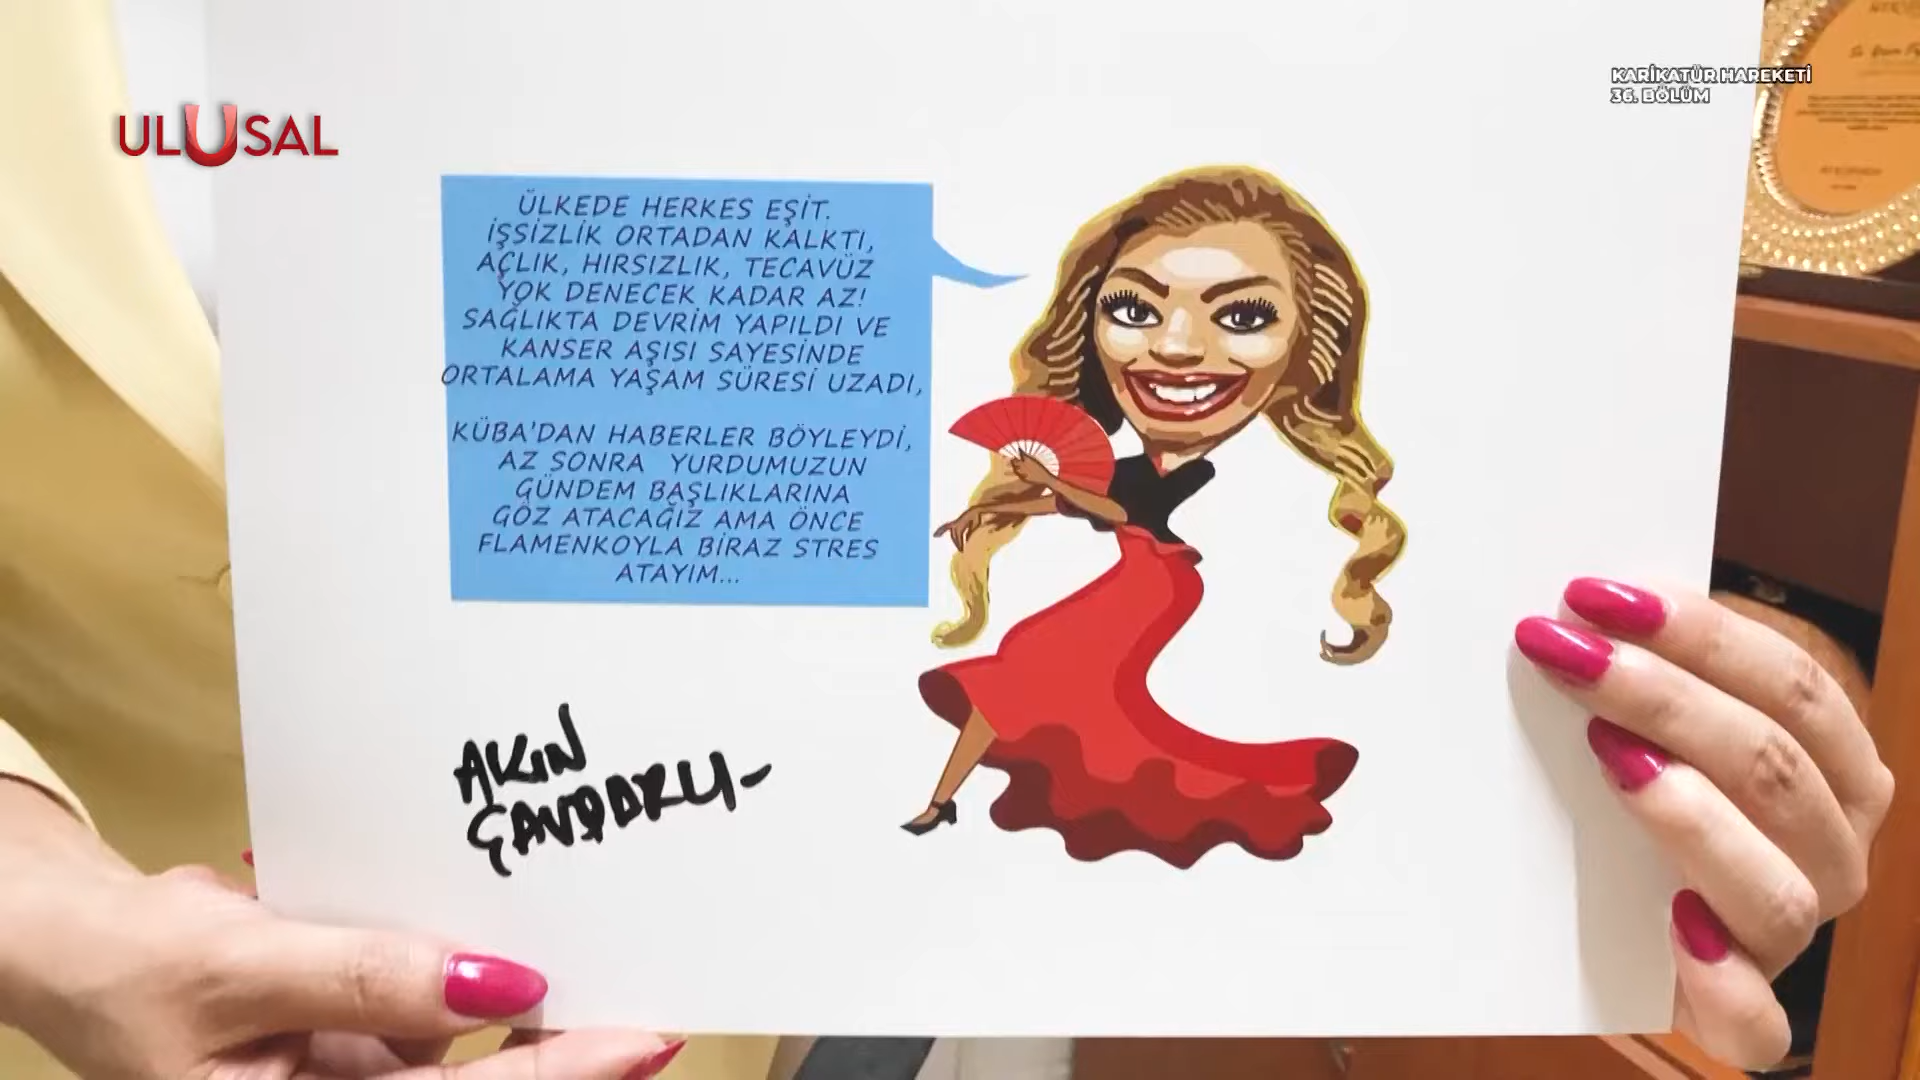 ULUSAL
KARİKATÜR HAREKETİ
36. BÖLÜM
ÜLKEDE HERKES EŞİT.
İŞSİZLİK ORTADAN KALKTI,
AÇLIK, HIRSIZLIK, TECAVÜZ
YOK DENECEK KADAR AZ!
SAĞLIKTA DEVRİM YAPILDI VE
KANSER AŞISI SAYESİNDE
ORTALAMA YAŞAM SÜRESİ UZADI,
KÜBA'DAN HABERLER BÖYLEYDİ,
AZ SONRA YURDUMUZUN
GÜNDEM BAŞLIKLARINA
GÖZ ATACAĞIZ AMA ÖNCE
FLAMENKOYLA BİRAZ STRES
ATAYIM...
AKIN